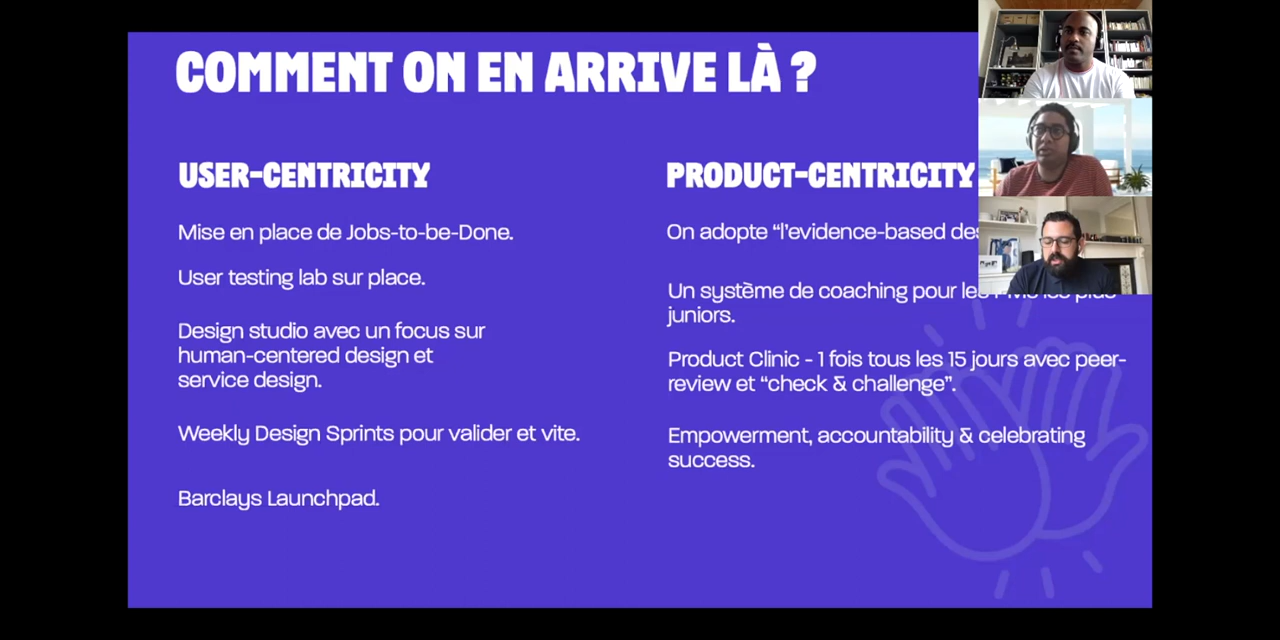 COMMENT ON EN ARRIVE LÀ ?
USER-CENTRICITY
Mise en place de Jobs-to-be-Done.
User testing lab sur place.
Design studio avec un focus sur
human-centered design et
service design.
Weekly Design Sprints pour valider et vite.
Barclays Launchpad.
PRODUCT-CENTRICITY
On adopte “l’evidence-based
Un système de coaching pour les plus
juniors.
Product Clinic - 1 fois tous les 15 jours avec peer-
review et “check & challenge”.
Empowerment, accountability & celebrating
success.